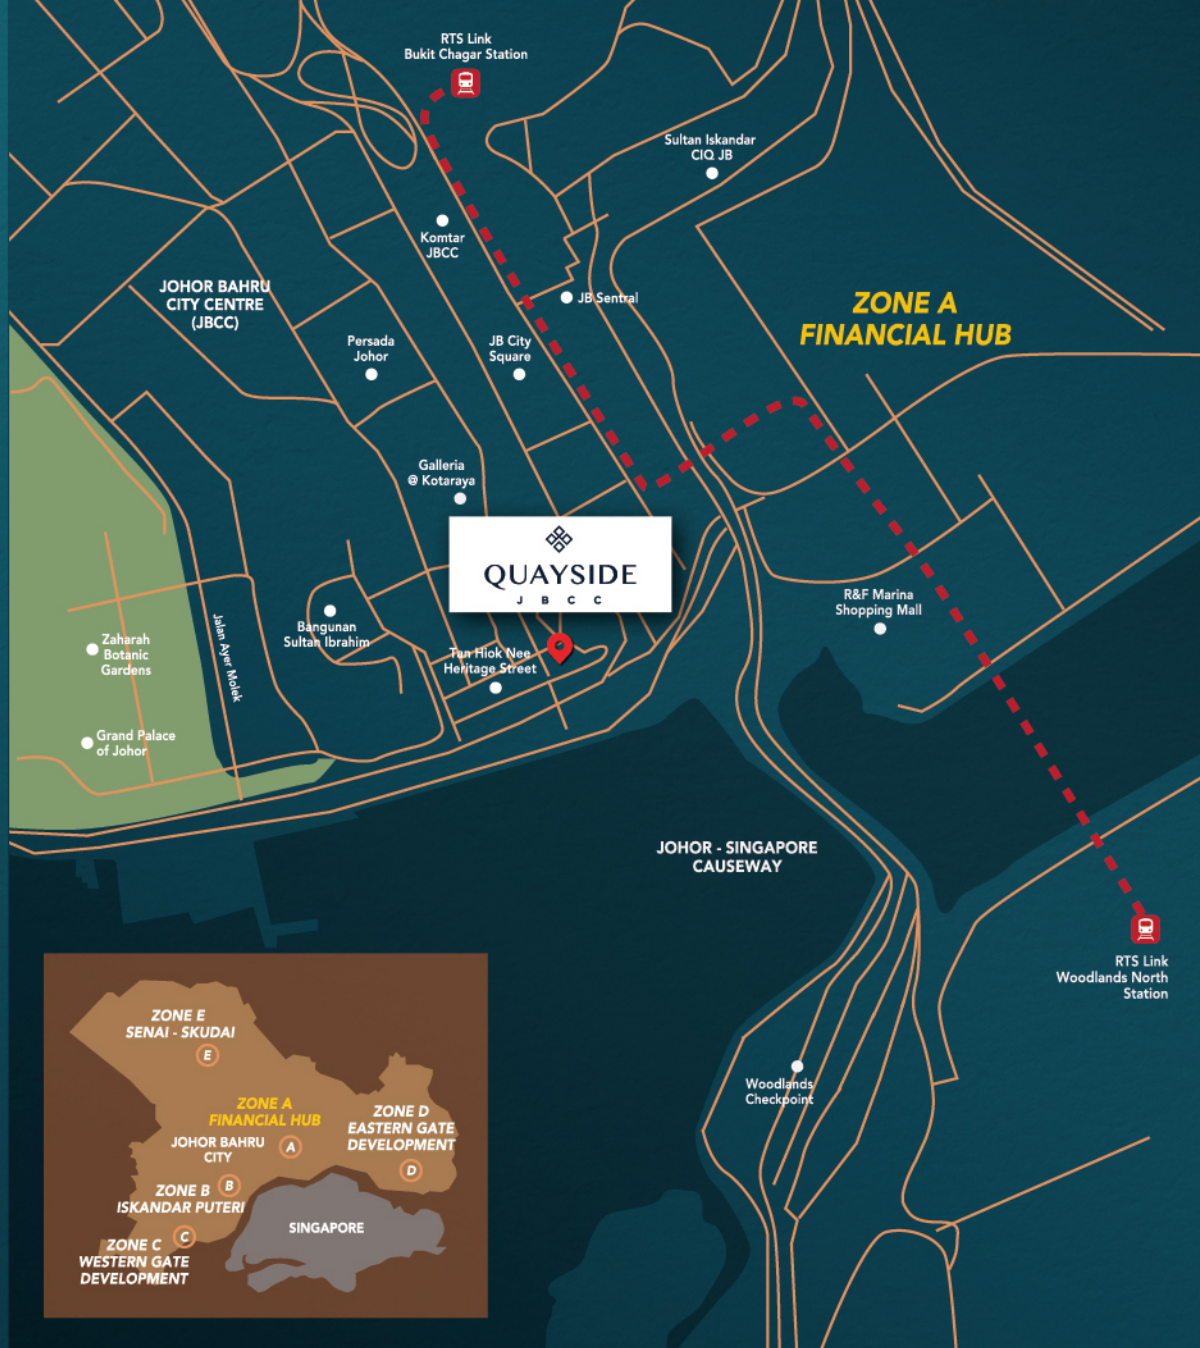 RTS Link
Bukit Chagar Station
Sultan Iskandar
CIQ JB
Komtar
JBCC
JOHOR BAHRU
CITY CENTRE
(JBCC)
JB Sentral
ZONE A
FINANCIAL HUB
Persada
Johor
JB City
Square
Galleria
@ Kotaraya
QUAYSIDE
JBCC
R&F Marina
Shopping Mall
Bangunan
Sultan Ibrahim
Jalan Ayer Molek
Zaharah
Botanic
Gardens
Tan Hiok Nee
Heritage Street
Grand Palace
of Johor
JOHOR - SINGAPORE
CAUSEWAY
RTS Link
Woodlands North
Station
Woodlands
Checkpoint
ZONE E
SENAI - SKUDAI
E
ZONE A
FINANCIAL HUB
A
JOHOR BAHRU
CITY
ZONE D
EASTERN GATE
DEVELOPMENT
D
ZONE B
ISKANDAR PUTERI
B
ZONE C
WESTERN GATE
DEVELOPMENT
C
SINGAPORE